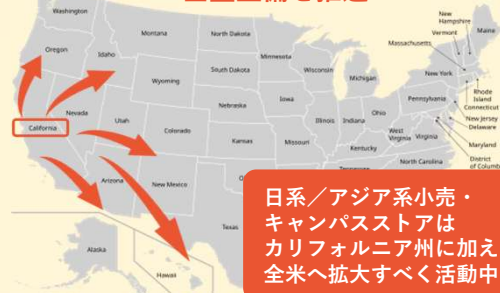 Washington
Montana
North Dakota
Minnesota
New
Hampshire
Vermont
Maine
Massachusetts
Oregon
Idaho
South Dakota
Wisconsin
Michigan
New York
Wyoming
Rhode
Island
Connecticut
Nebraska
Iowa
Pennsylvania
New Jersey
Delaware
Nevada
Utah
Colorado
Illinois
Indiana
Ohio
California
Kansas
Missouri
West
Virginia
Virginia
Maryland
Kentucky
District
of Columb
North Carolina
Arizona
New Mexico
Texas
Alaska
Hawaii
日系／アジア系小売・
キャンパスストアは
カリフォルニア州に加え
全米へ拡大すべく活動中